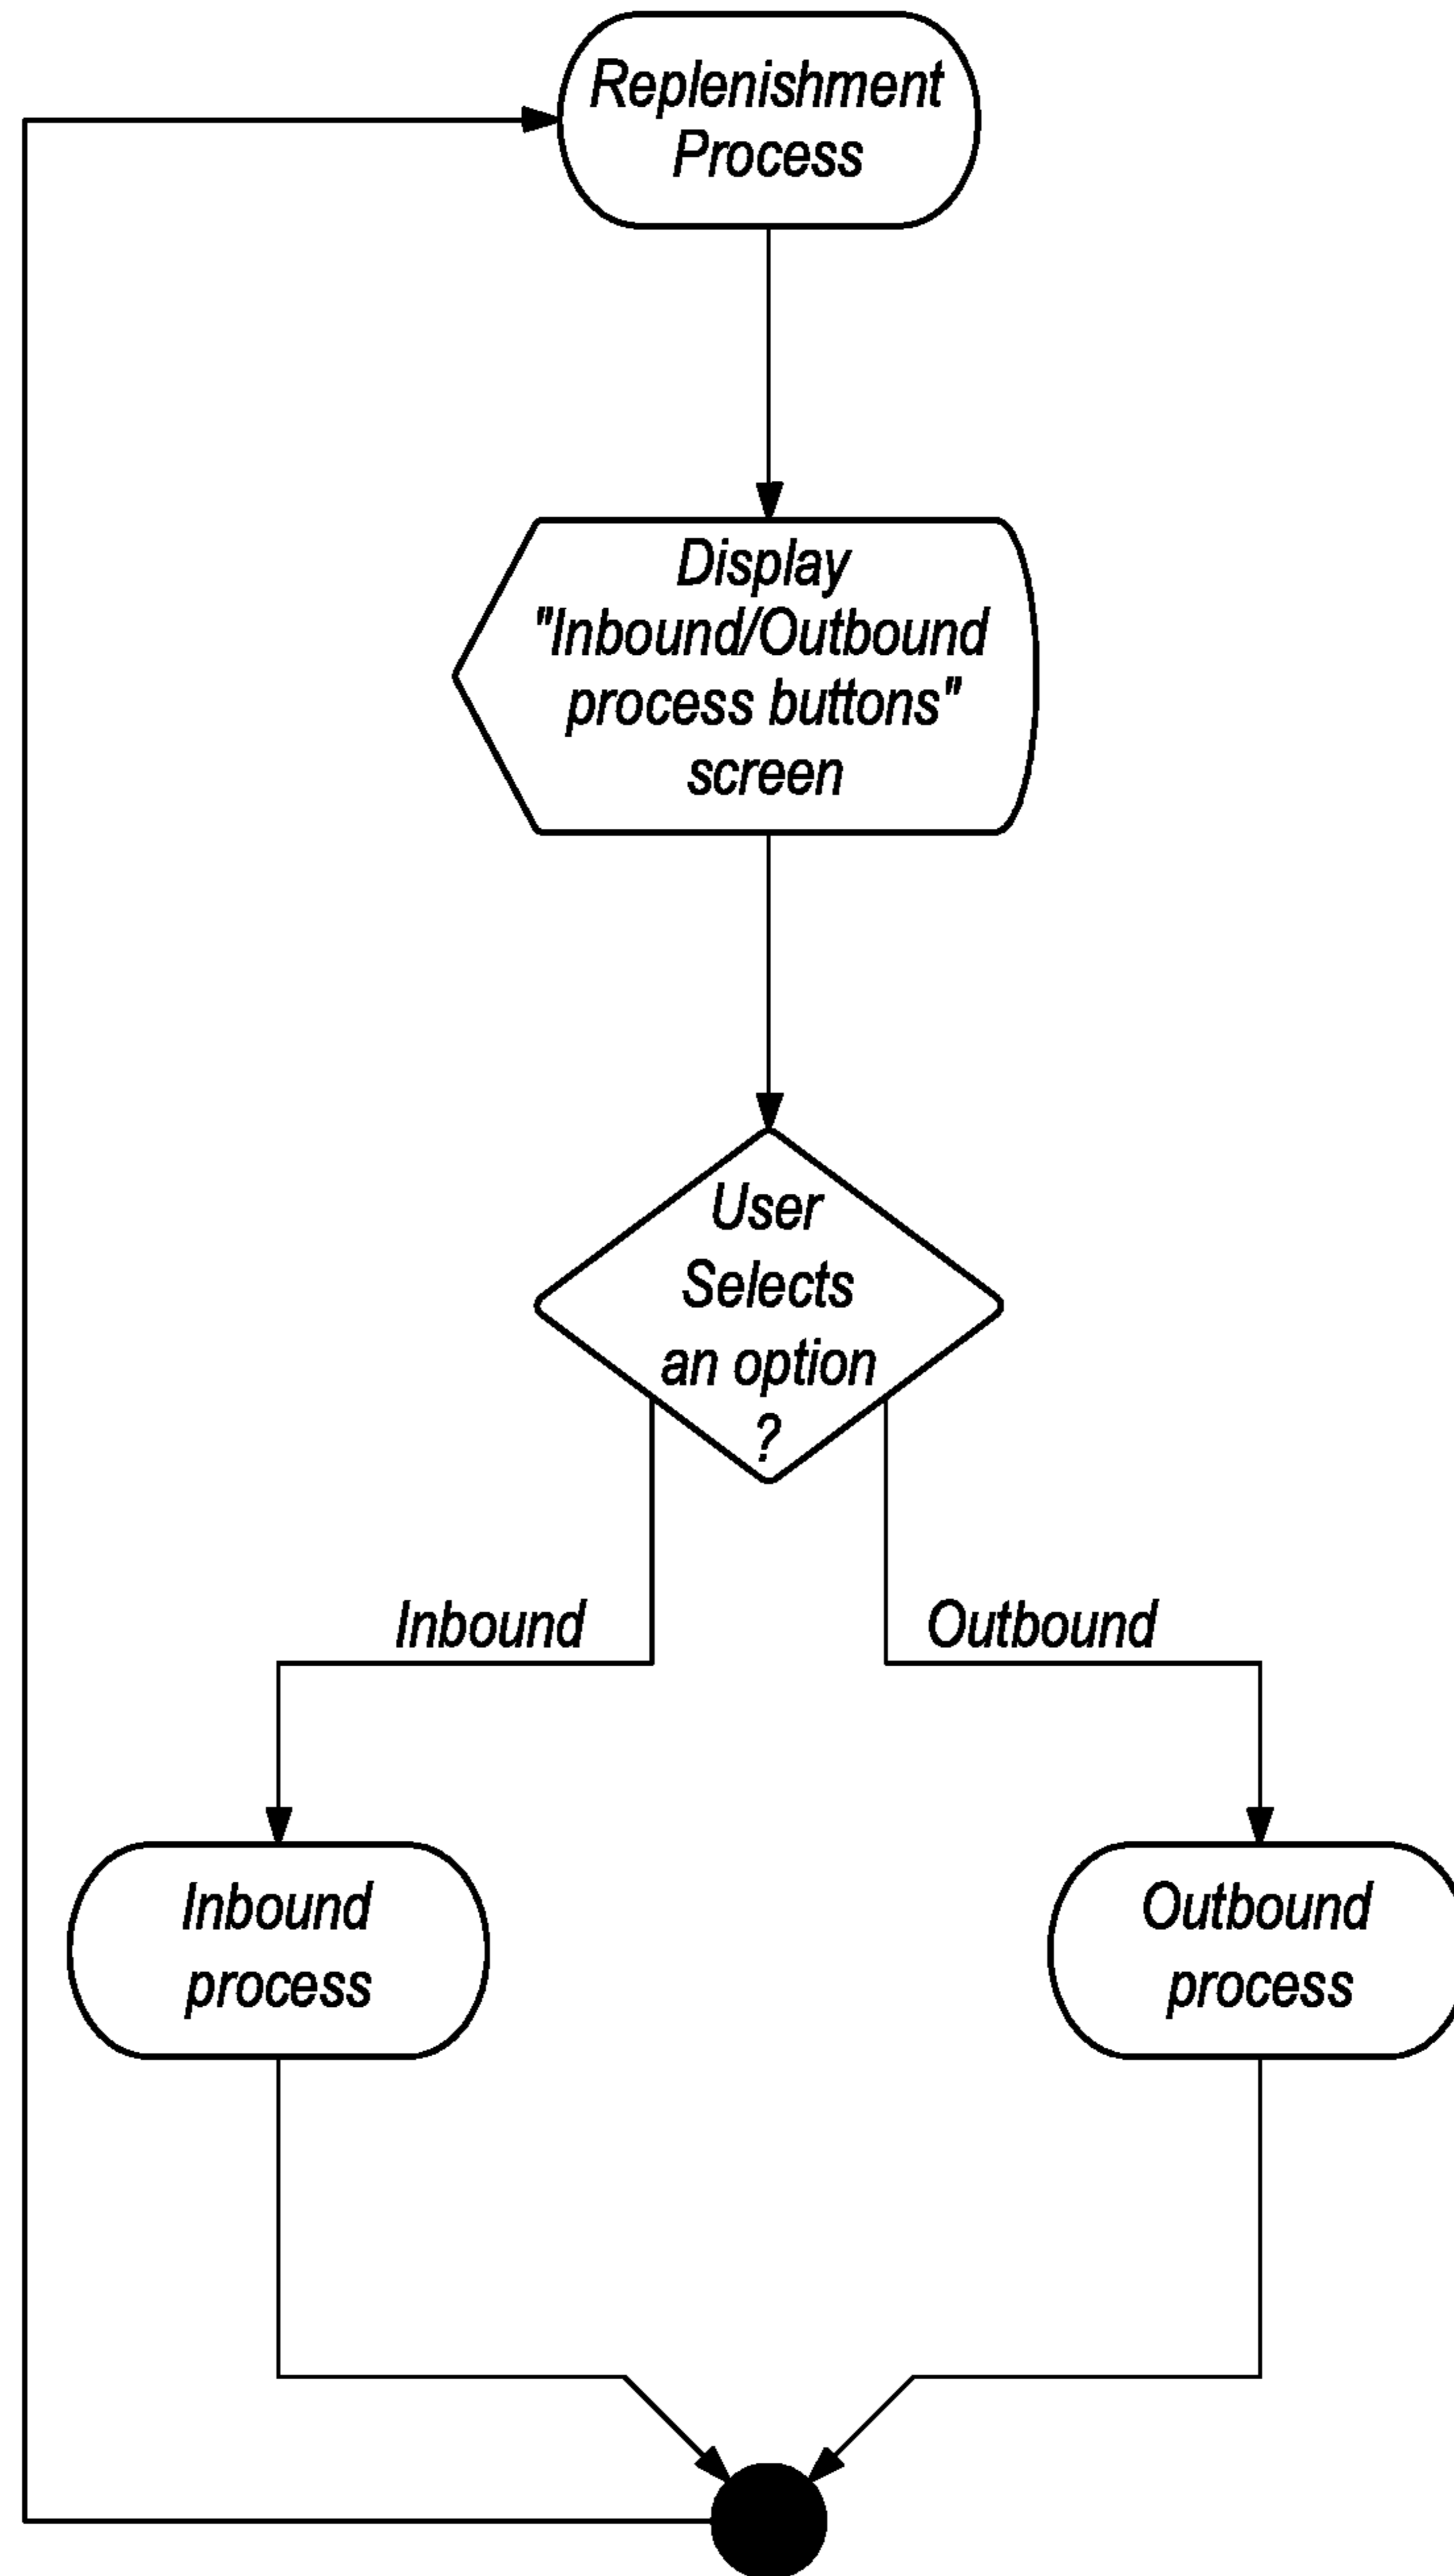 Replenishment
Process
Display
"Inbound/Outbound
process buttons"
screen
User
Selects
an option
?
Inbound
Outbound
Inbound
process
Outbound
process